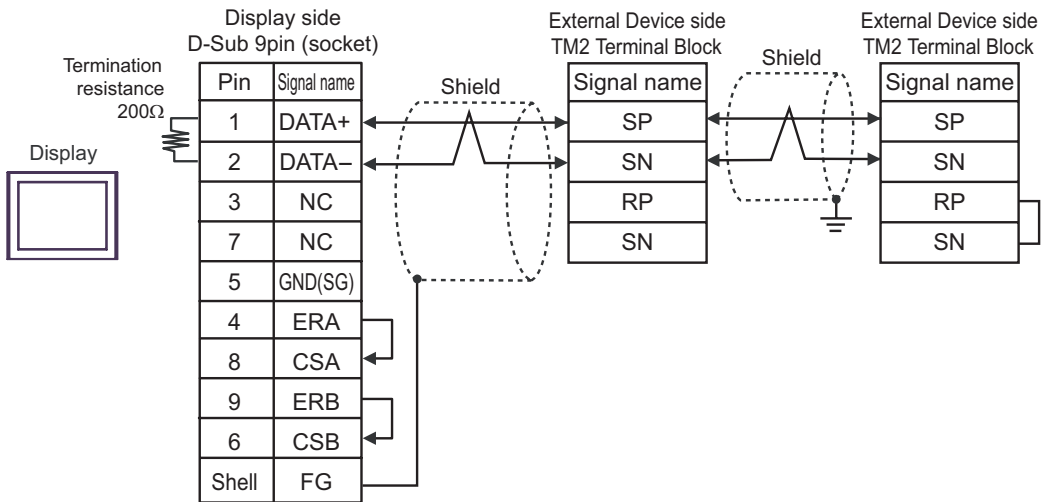 Display side
D-Sub 9pin (socket)
External Device side
TM2 Terminal Block
External Device side
TM2 Terminal Block
Termination
resistance
200Ω
Display
Shield
Shield
Pin Signal name
1 DATA+
2 DATA–
3 NC
7 NC
5 GND(SG)
4 ERA
8 CSA
9 ERB
6 CSB
Shell FG
Signal name
SP
SN
RP
SN
Signal name
SP
SN
RP
SN